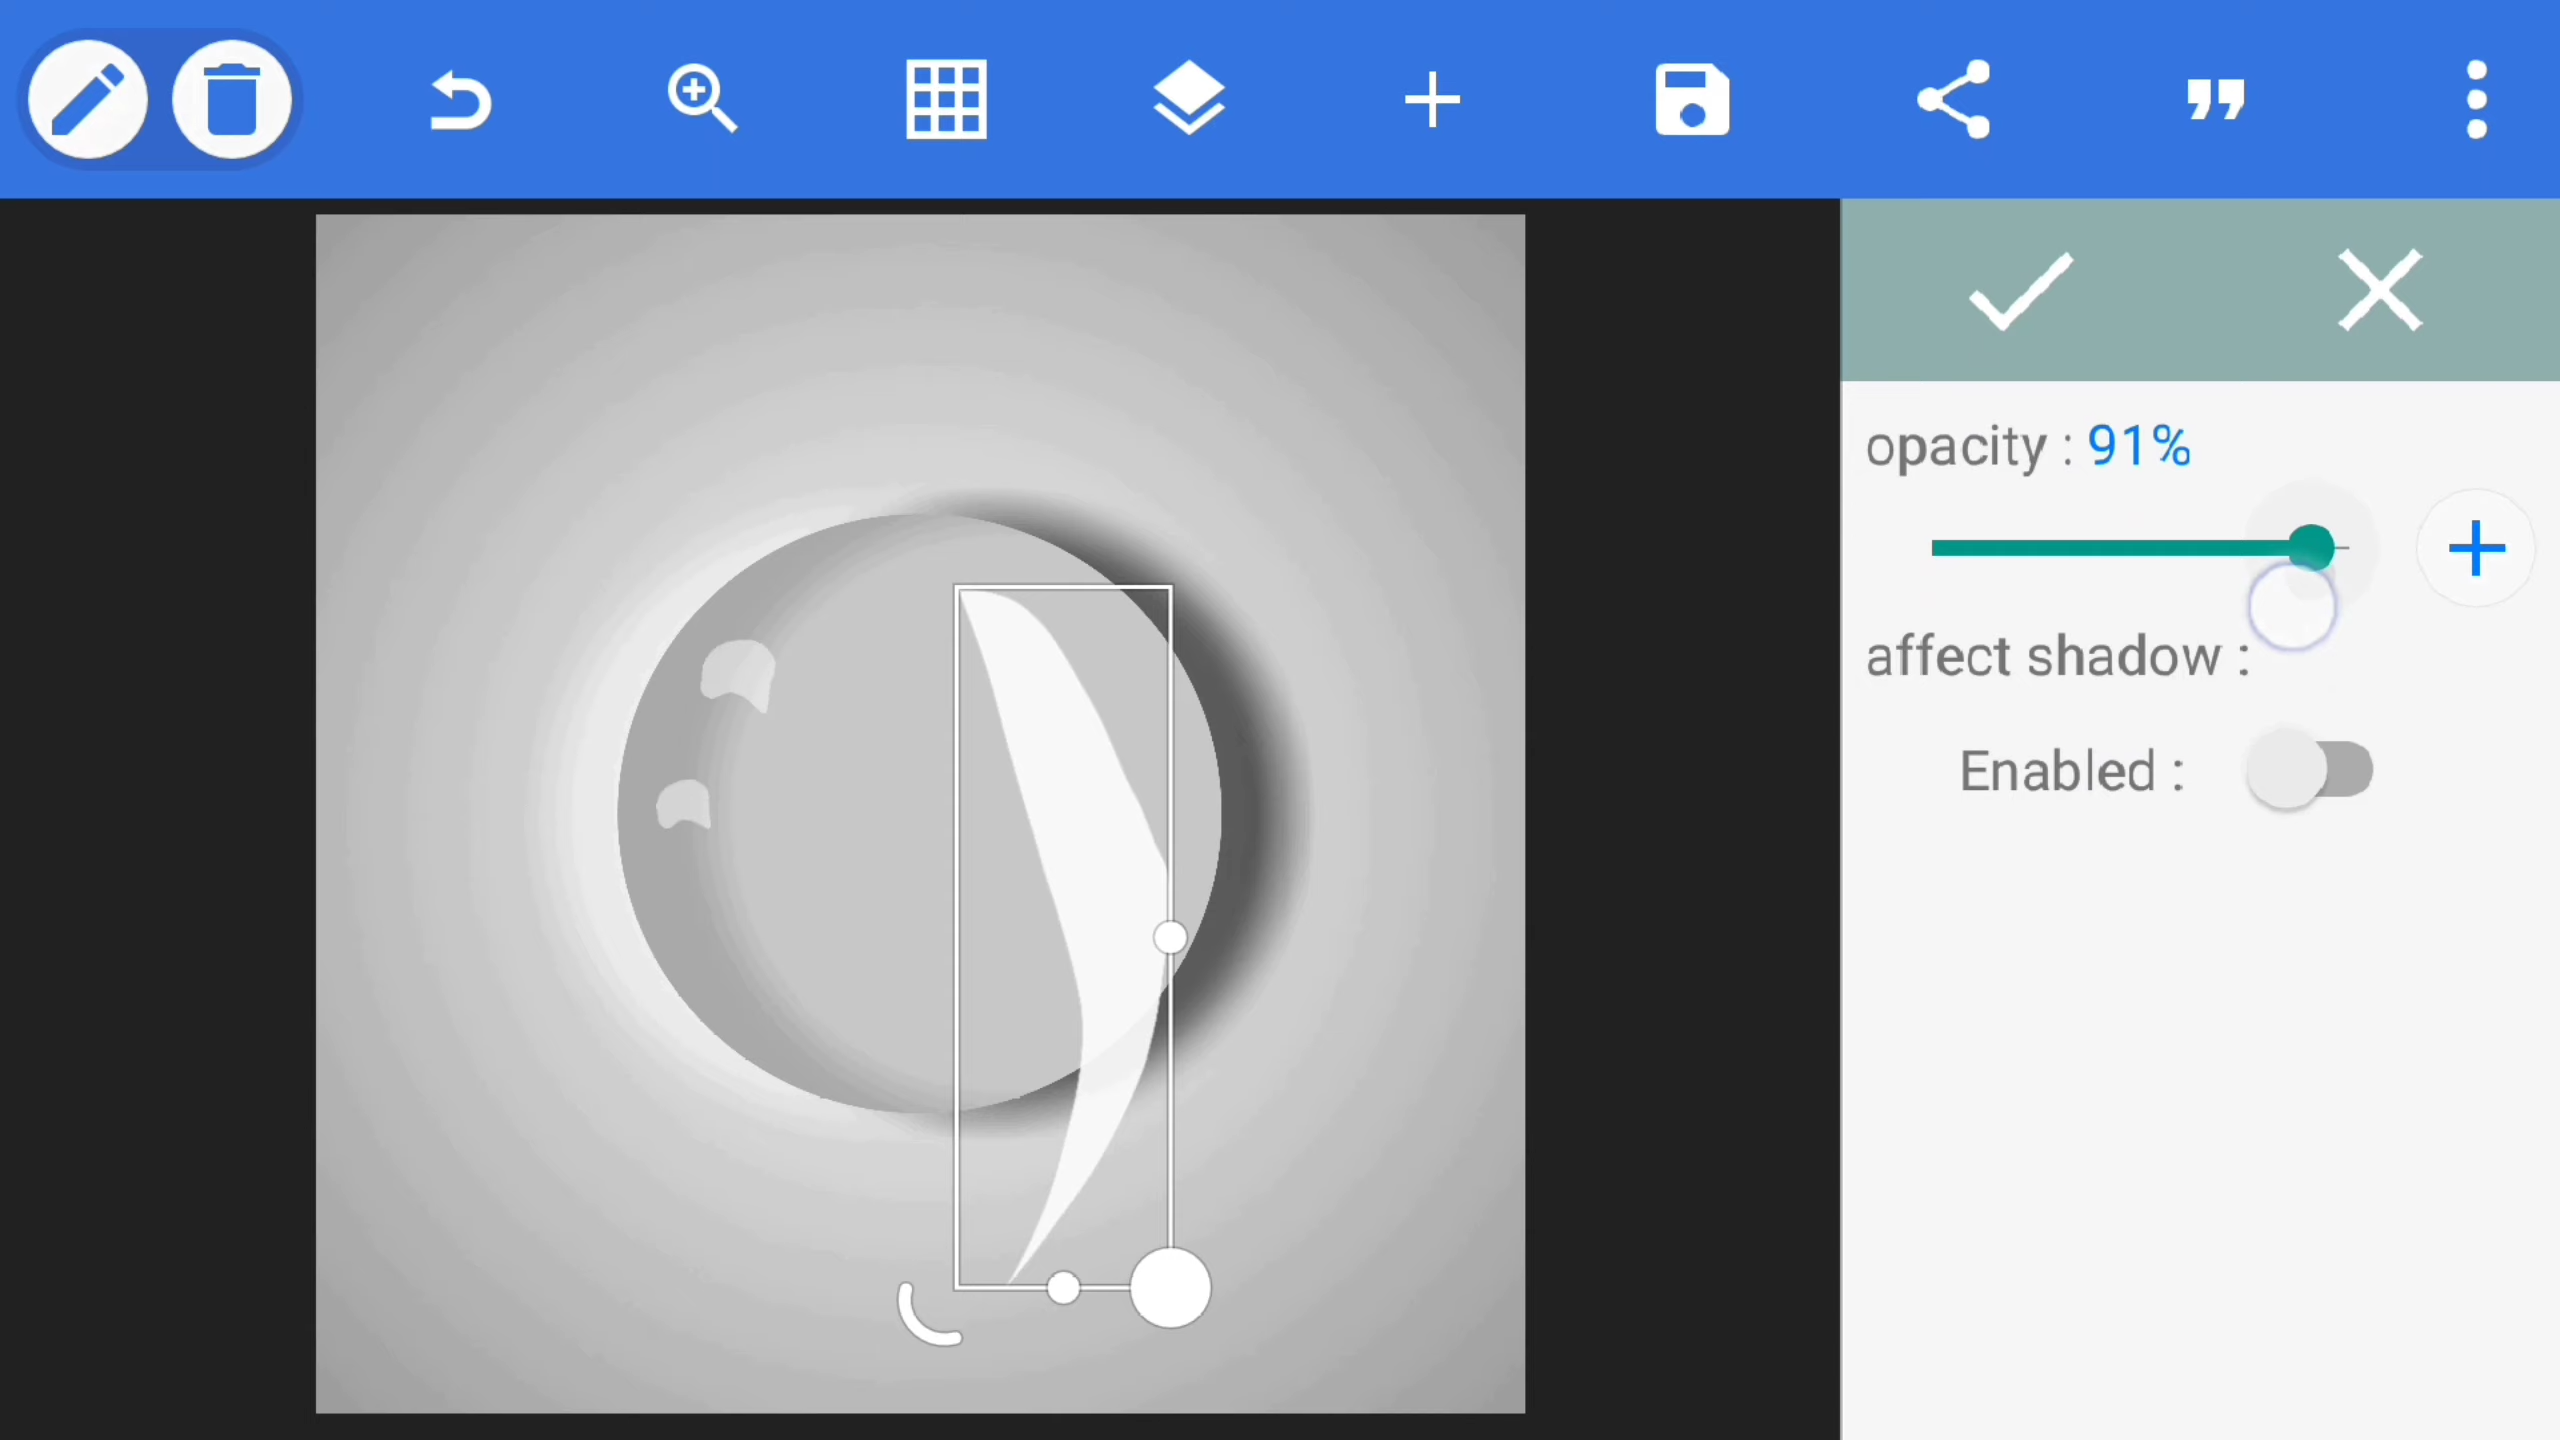 opacity : 91%
affect shadow :
Enabled :